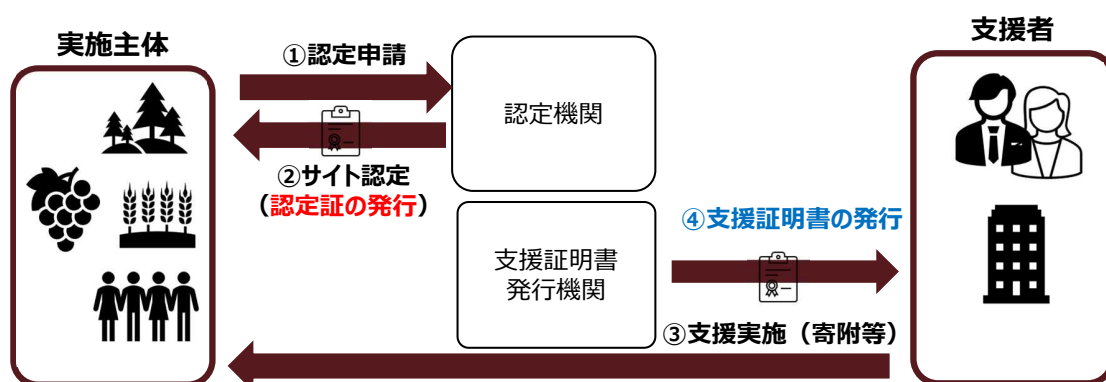 実施主体
①認定申請
認定機関
②サイト認定
（認定証の発行）
支援証明書
発行機関
支援者
④支援証明書の発行
③支援実施（寄附等）